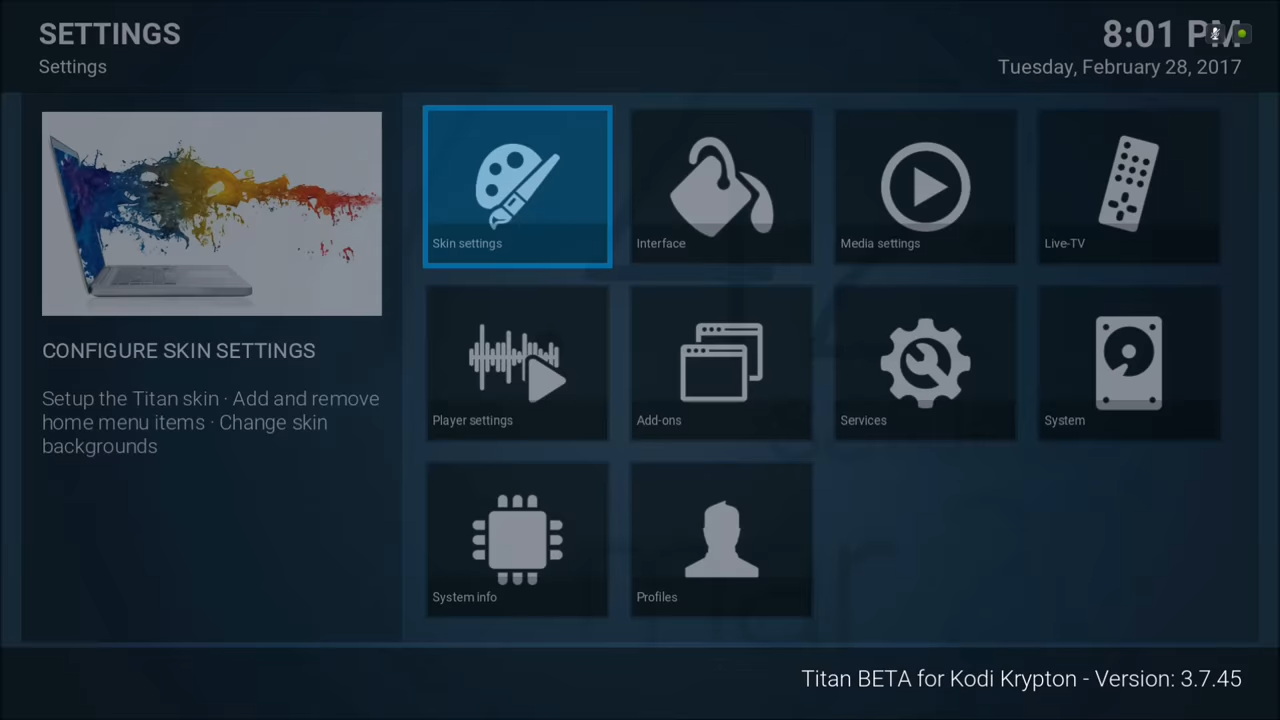 SETTINGS
Settings
8:01 PM
Tuesday, February 28, 2017
CONFIGURE SKIN SETTINGS
Setup the Titan skin · Add and remove
home menu items · Change skin
backgrounds
Skin settings
Interface
Media settings
Live-TV
Player settings
Add-ons
Services
System
System info
Profiles
Titan BETA for Kodi Krypton - Version: 3.7.45